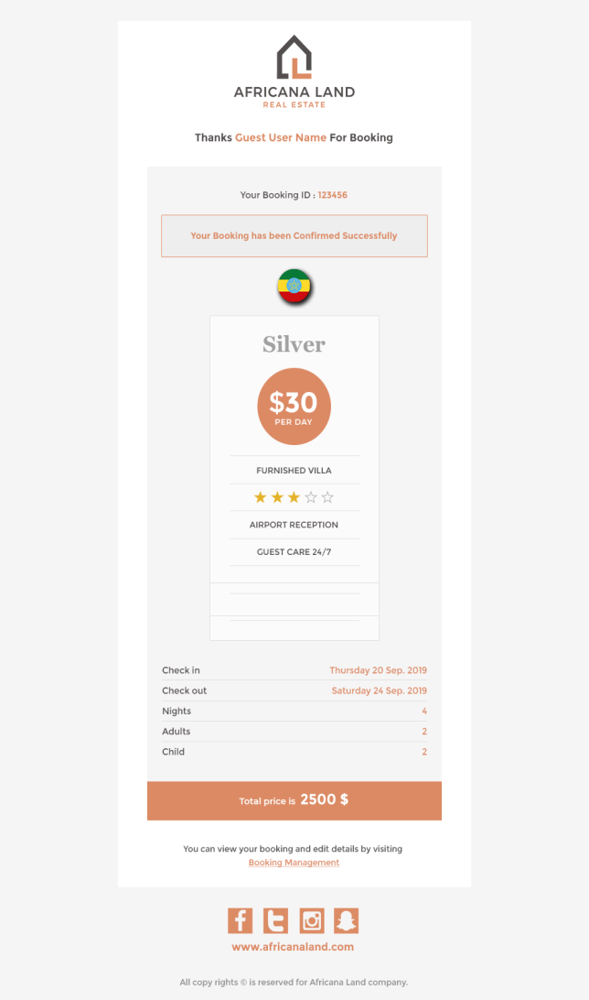 AFRICANA LAND
REAL ESTATE
Thanks Guest User Name For Booking
Your Booking ID : 123456
Your Booking has been Confirmed Successfully
Silver
$30
PER DAY
FURNISHED VILLA
AIRPORT RECEPTION
GUEST CARE 24/7
Check in Thursday 20 Sep. 2019
Check out Saturday 24 Sep. 2019
Nights 4
Adults 2
Child 2
Total price is 2500 $
You can view your booking and edit details by visiting
Booking Management
www.africanaland.com
All copy rights © is reserved for Africana Land company.